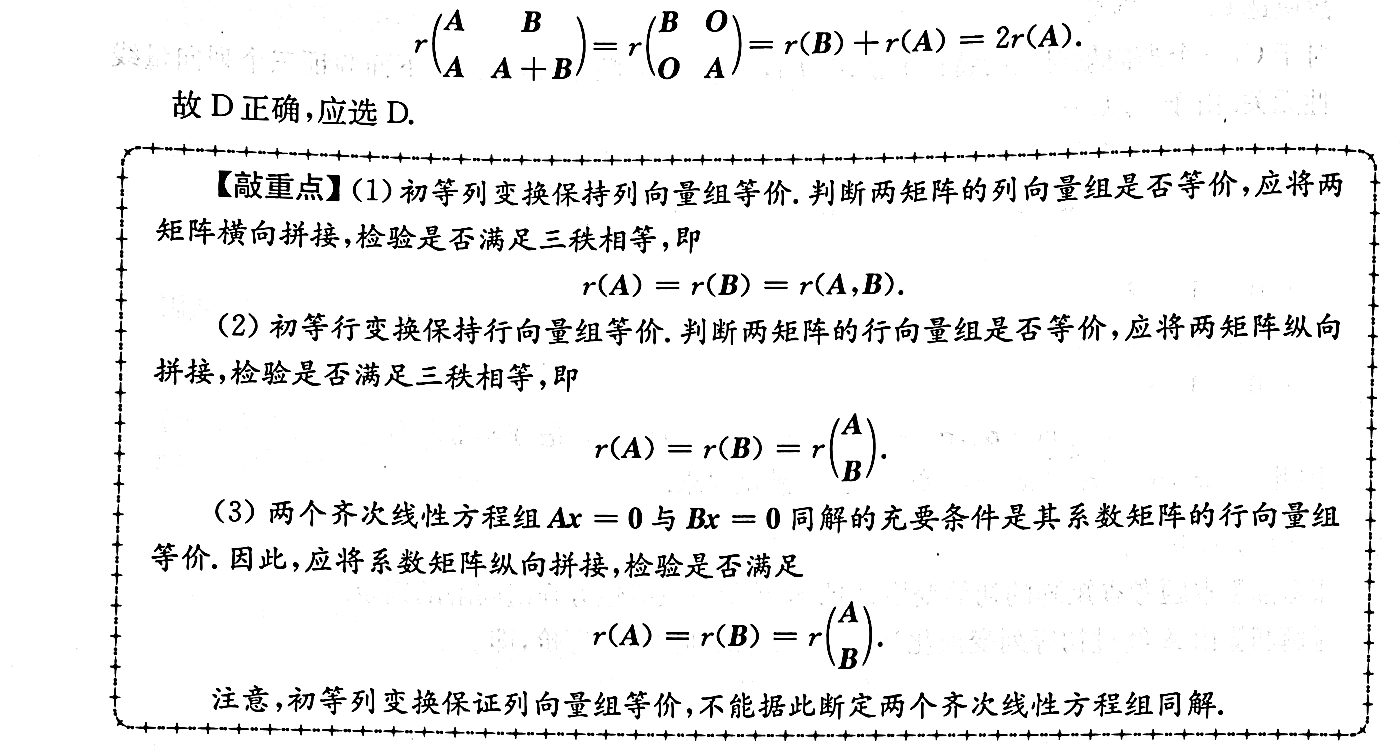 r(A B
A A+B)=r(B O
O A)=r(B)+r(A)=2r(A).
故 D 正确,应选 D.
【敲重点】(1) 初等列变换保持列向量组等价.判断两矩阵的列向量组是否等价,应将两
矩阵横向拼接,检验是否满足三秩相等,即
r(A) = r(B) = r(A,B).
(2) 初等行变换保持行向量组等价.判断两矩阵的行向量组是否等价,应将两矩阵纵向
拼接,检验是否满足三秩相等,即
r(A) = r(B) = r(A
B).
(3) 两个齐次线性方程组 Ax = 0 与 Bx = 0 同解的充要条件是其系数矩阵的行向量组
等价.因此,应将系数矩阵纵向拼接,检验是否满足
r(A) = r(B) = r(A
B).
注意,初等列变换保证列向量组等价,不能据此断定两个齐次线性方程组同解.